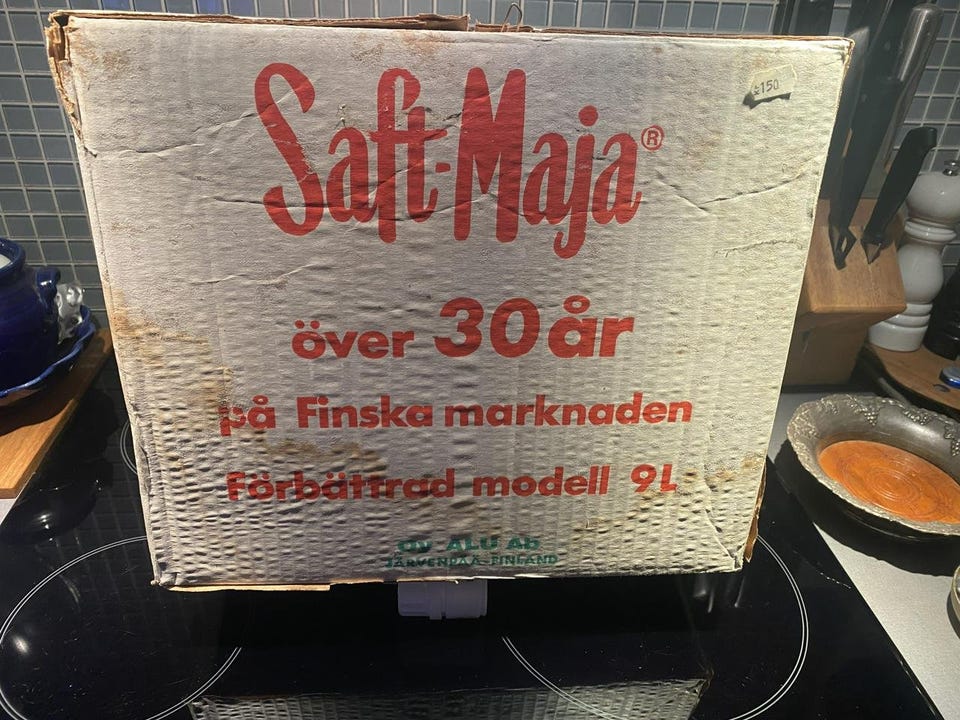 Saft-Maja®
150
över 30 år
på Finska marknaden
Förbättrad modell 9L
OY ALU AB
JÄRVENPÄÄ-FINLAND